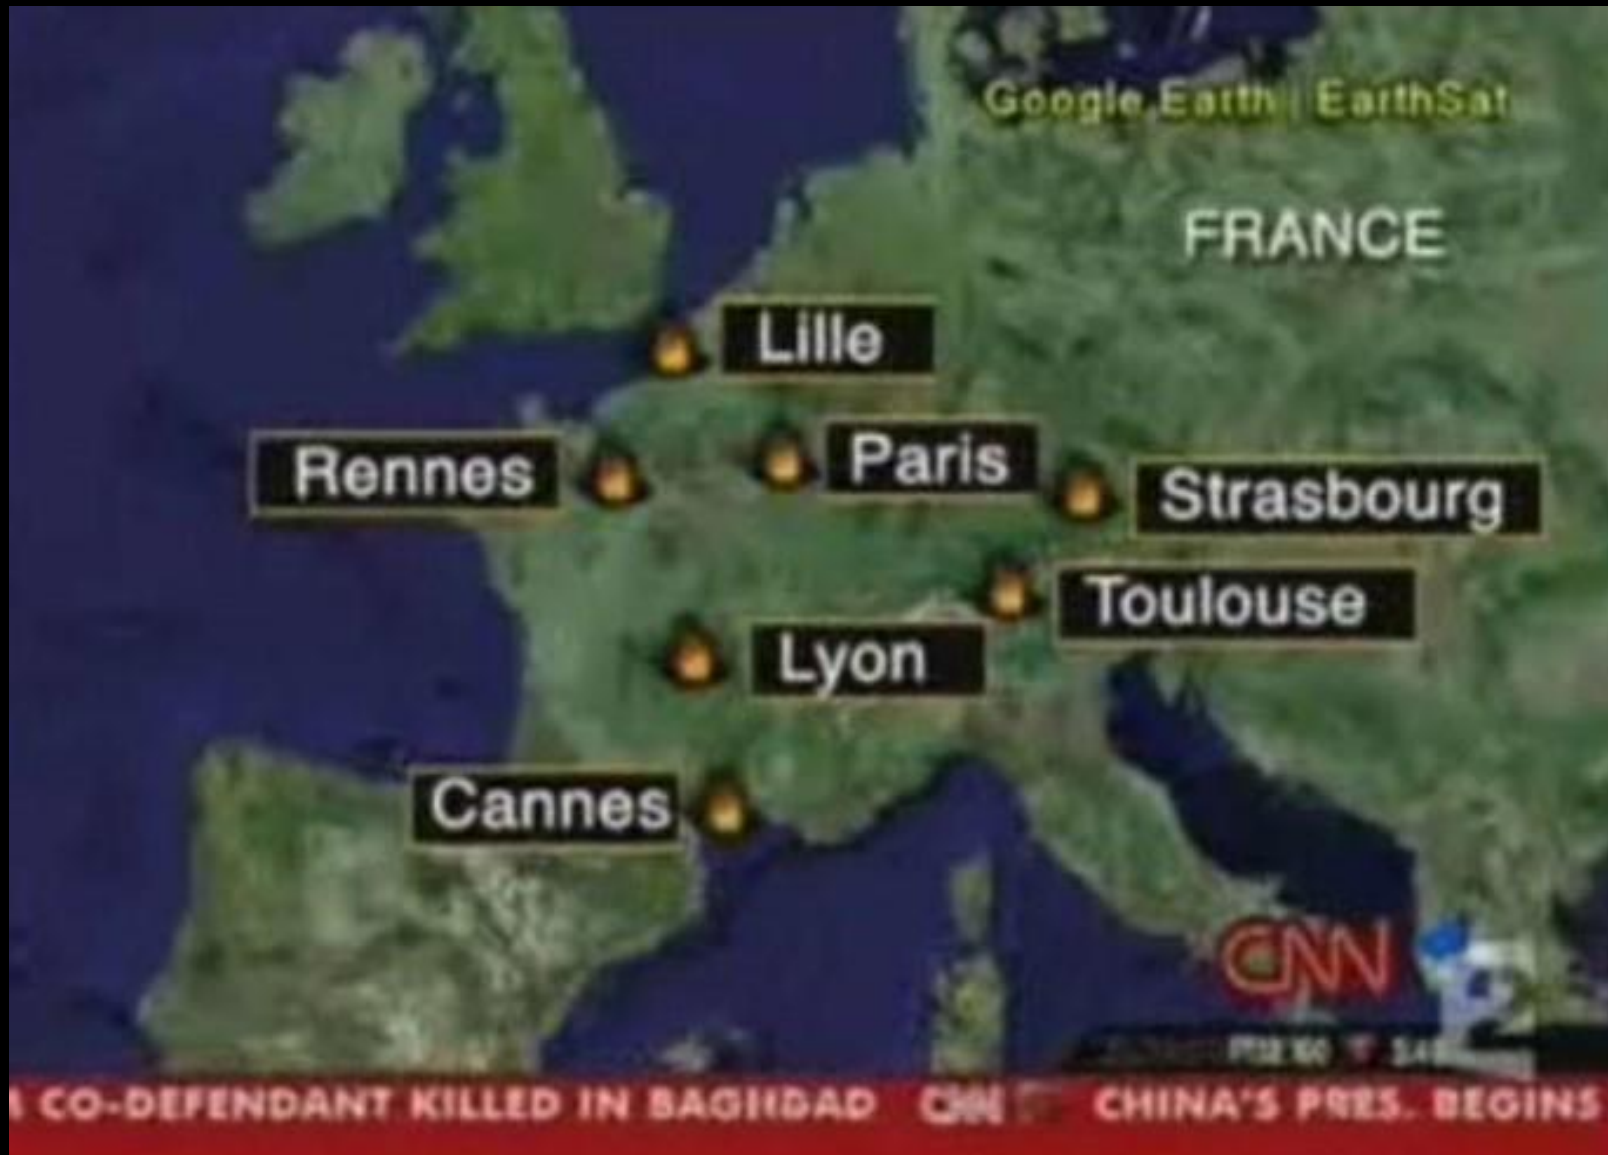 Google Earth | EarthSat
FRANCE
Lille
Rennes
Paris
Strasbourg
Toulouse
Lyon
Cannes
CNN
CO-DEFENDANT KILLED IN BAGHDAD CNN CHINA'S PRES. BEGINS